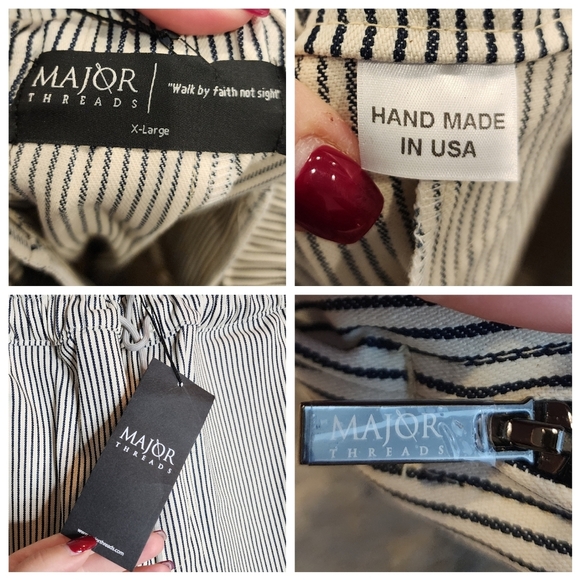 MAJOR
THREADS
"Walk by faith not sight"
X-Large
HAND MADE
IN USA
MAJOR
THREADS
MAJOR
THREADS